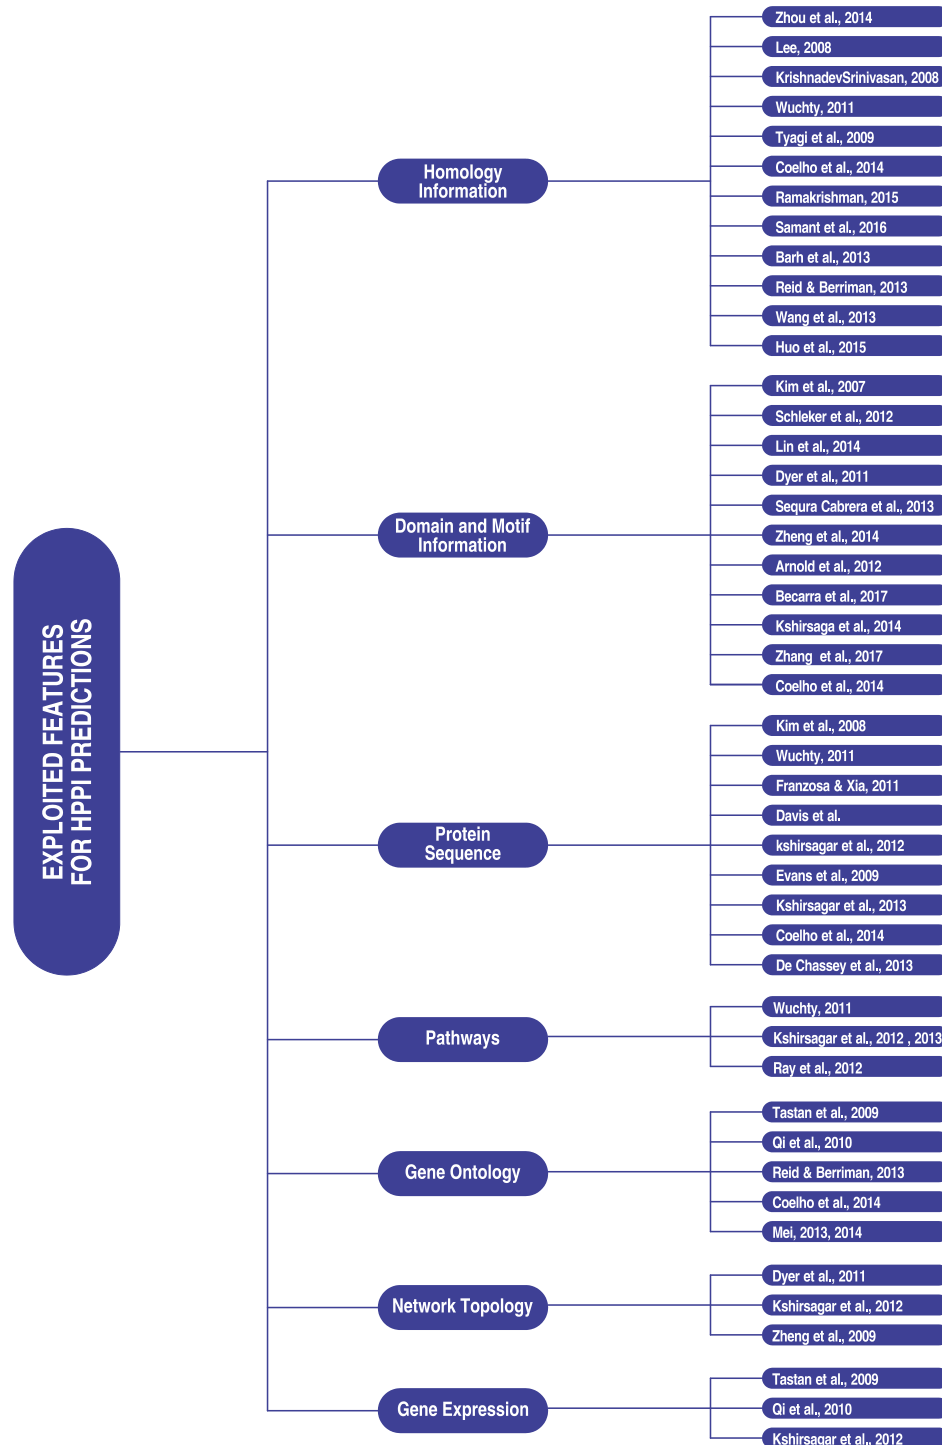 EXPLOITED FEATURES
FOR HPPI PREDICTIONS
Homology
Information
Zhou et al., 2014
Lee, 2008
KrishnadevSrinivasan, 2008
Wuchty, 2011
Tyagi et al., 2009
Coelho et al., 2014
Ramakrishman, 2015
Samant et al., 2016
Barh et al., 2013
Reid & Berriman, 2013
Wang et al., 2013
Huo et al., 2015
Domain and Motif
Information
Kim et al., 2007
Schleker et al., 2012
Lin et al., 2014
Dyer et al., 2011
Sequra Cabrera et al., 2013
Zheng et al., 2014
Arnold et al., 2012
Becarra et al., 2017
Kshirsaga et al., 2014
Zhang et al., 2017
Coelho et al., 2014
Protein
Sequence
Kim et al., 2008
Wuchty, 2011
Franzosa & Xia, 2011
Davis et al.
kshirsagar et al., 2012
Evans et al., 2009
Kshirsagar et al., 2013
Coelho et al., 2014
De Chassey et al., 2013
Pathways
Wuchty, 2011
Kshirsagar et al., 2012 , 2013
Ray et al., 2012
Gene Ontology
Tastan et al., 2009
Qi et al., 2010
Reid & Berriman, 2013
Coelho et al., 2014
Mei, 2013, 2014
Network Topology
Dyer et al., 2011
Kshirsagar et al., 2012
Zheng et al., 2009
Gene Expression
Tastan et al., 2009
Qi et al., 2010
Kshirsagar et al., 2012